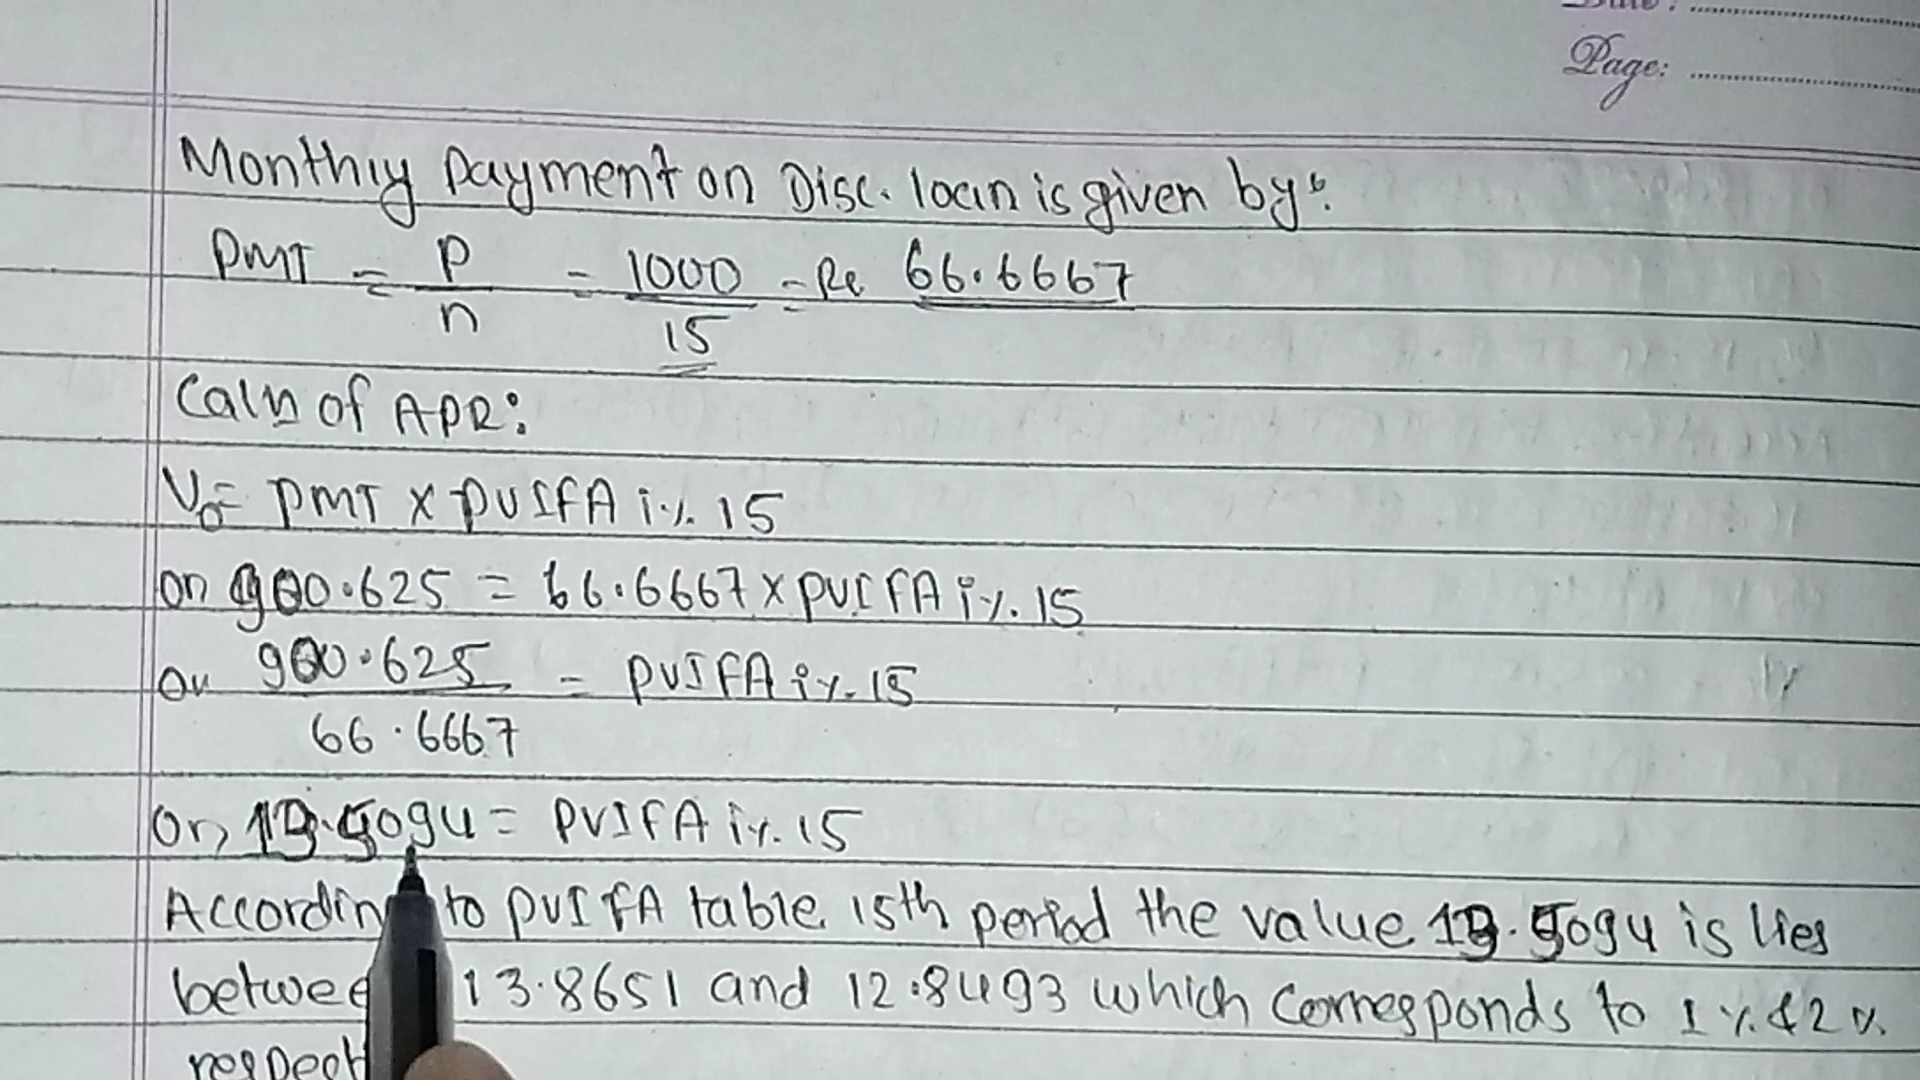 Date:
Page:
Monthly payment on Disc. loan is given by:
PMT = P/n = 1000/15 = Rs 66.6667
Caln of APR:
V0 = PMT X PVIFA i% 15
Or 900.625 = 66.6667 X PVIFA i% 15
Or 900.625/66.6667 = PVIFA i% 15
Or, 13.5094 = PVIFA i% 15
According to PVIFA table 15th period the value 13.5094 is lies
between 13.8651 and 12.8493 which corresponds to 1% & 2%